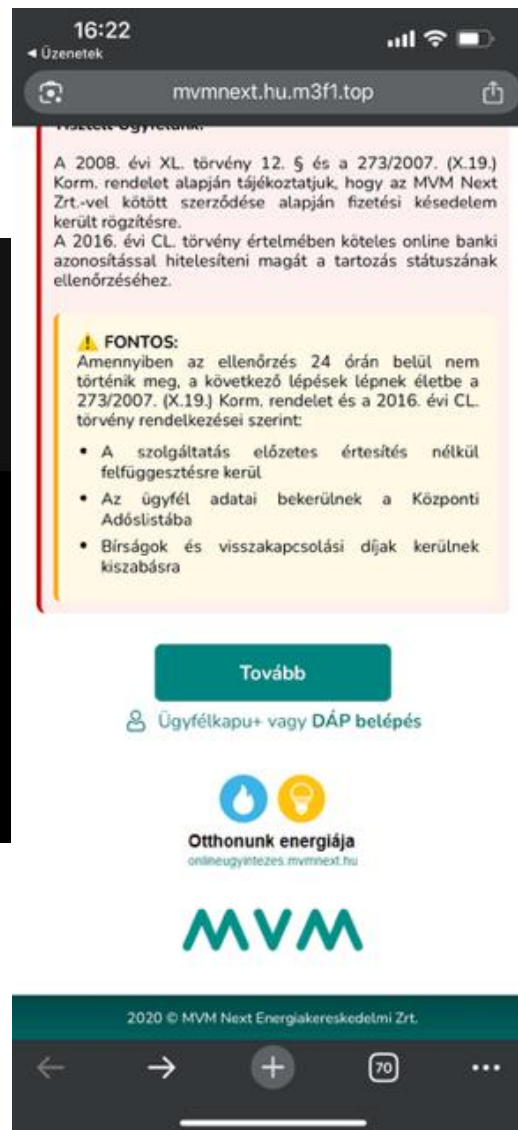 16:22
◄ Üzenetek
mvmnext.hu.m3f1.top
Tisztelt Ügyfelünk!
A 2008. évi XL. törvény 12. § és a 273/2007. (X.19.)
Korm. rendelet alapján tájékoztatjuk, hogy az MVM Next
Zrt.-vel kötött szerződése alapján fizetési késedelem
került rögzítésre.
A 2016. évi CL. törvény értelmében köteles online banki
azonosítással hitelesíteni magát a tartozás státuszának
ellenőrzéséhez.
⚠ FONTOS:
Amennyiben az ellenőrzés 24 órán belül nem
történik meg, a következő lépések lépnek életbe a
273/2007. (X.19.) Korm. rendelet és a 2016. évi CL.
törvény rendelkezései szerint:
• A szolgáltatás előzetes értesítés nélkül
felfüggesztésre kerül
• Az ügyfél adatai bekerülnek a Központi
Adóslistába
• Bírságok és visszakapcsolási díjak kerülnek
kiszabásra
Tovább
Ügyfélkapu+ vagy DÁP belépés
Otthonunk energiája
onlineugyintezes.mvmnext.hu
MVM
2020 © MVM Next Energiakereskedelmi Zrt.
70